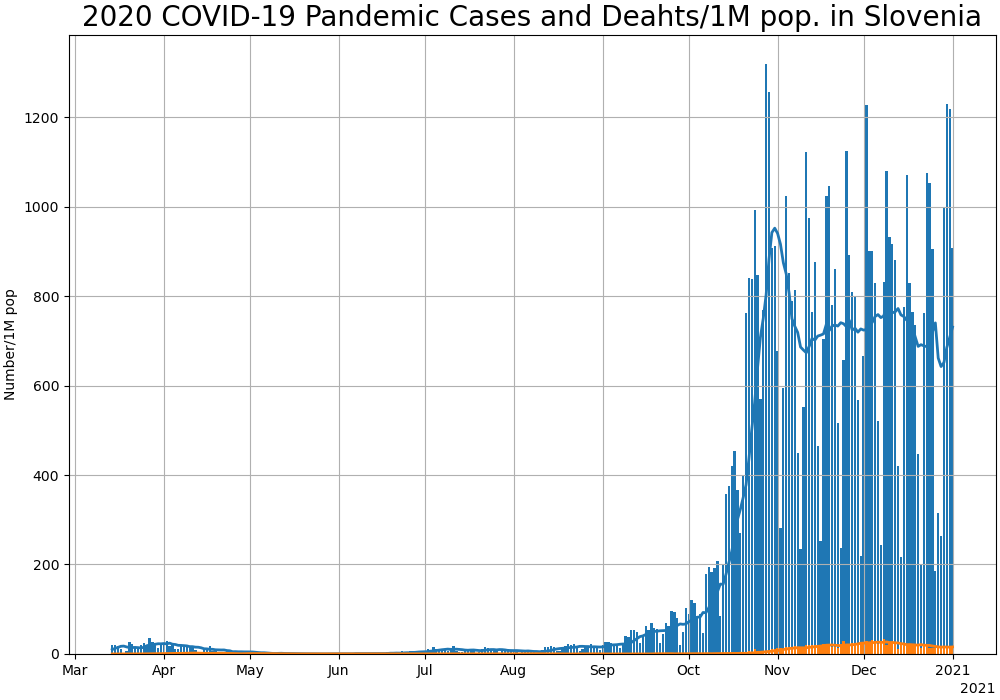 2020 COVID-19 Pandemic Cases and Deahts/1M pop. in Slovenia
1200
1000
800
600
400
200
0
Number/1M pop
Mar Apr May Jun Jul Aug Sep Oct Nov Dec 2021
2021